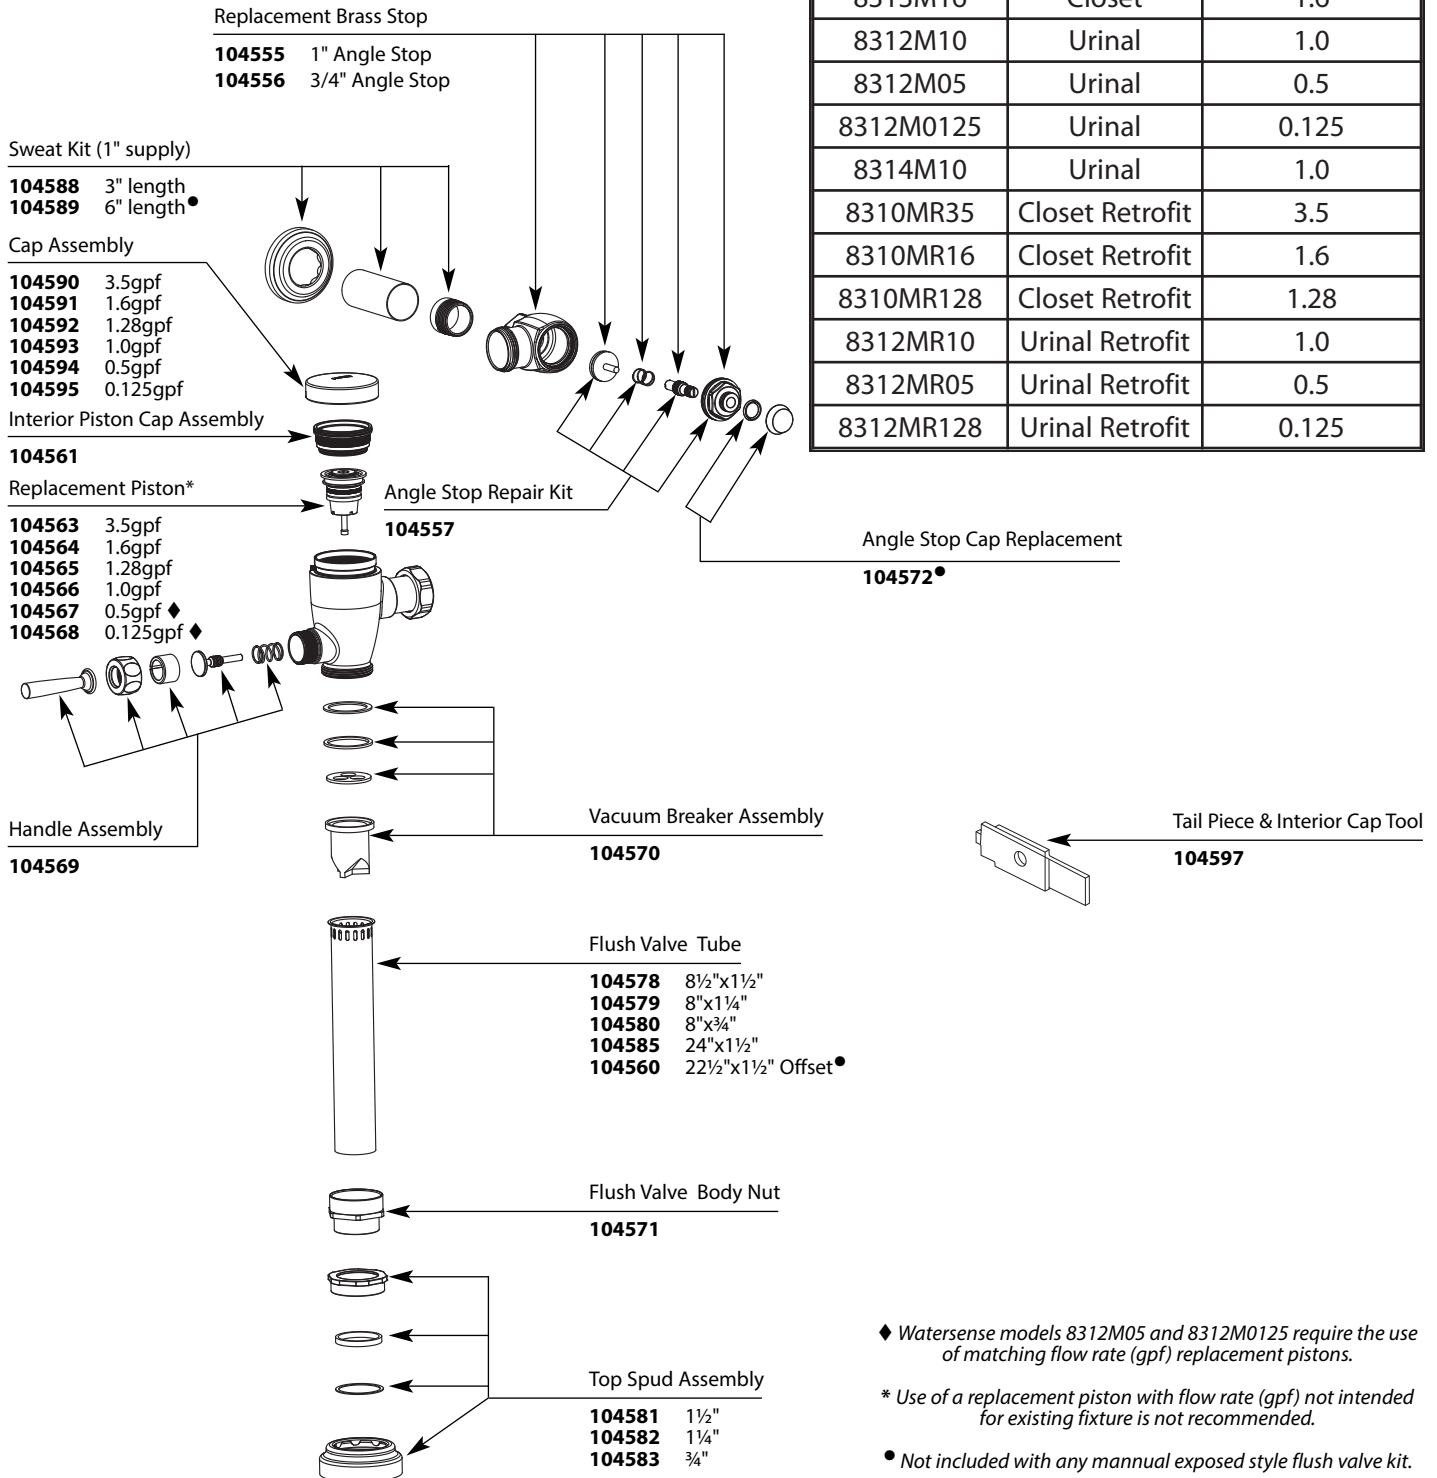 Replacement Brass Stop
104555 1" Angle Stop
104556 3/4" Angle Stop
Sweat Kit (1" supply)
104588 3" length
104589 6" length●
Cap Assembly
104590 3.5gpf
104591 1.6gpf
104592 1.28gpf
104593 1.0gpf
104594 0.5gpf
104595 0.125gpf
Interior Piston Cap Assembly
104561
Replacement Piston*
104563 3.5gpf
104564 1.6gpf
104565 1.28gpf
104566 1.0gpf
104567 0.5gpf ♦
104568 0.125gpf ♦
Angle Stop Repair Kit
104557
Angle Stop Cap Replacement
104572●
8312M10 Urinal 1.0
8312M05 Urinal 0.5
8312M0125 Urinal 0.125
8314M10 Urinal 1.0
8310MR35 Closet Retrofit 3.5
8310MR16 Closet Retrofit 1.6
8310MR128 Closet Retrofit 1.28
8312MR10 Urinal Retrofit 1.0
8312MR05 Urinal Retrofit 0.5
8312MR128 Urinal Retrofit 0.125
Handle Assembly
104569
Vacuum Breaker Assembly
104570
Tail Piece & Interior Cap Tool
104597
Flush Valve Tube
104578 8½"x1½"
104579 8"x1¼"
104580 8"x¾"
104585 24"x1½"
104560 22½"x1½" Offset●
Flush Valve Body Nut
104571
Top Spud Assembly
104581 1½"
104582 1¼"
104583 ¾"
♦ Watersense models 8312M05 and 8312M0125 require the use
of matching flow rate (gpf) replacement pistons.
* Use of a replacement piston with flow rate (gpf) not intended
for existing fixture is not recommended.
● Not included with any mannual exposed style flush valve kit.